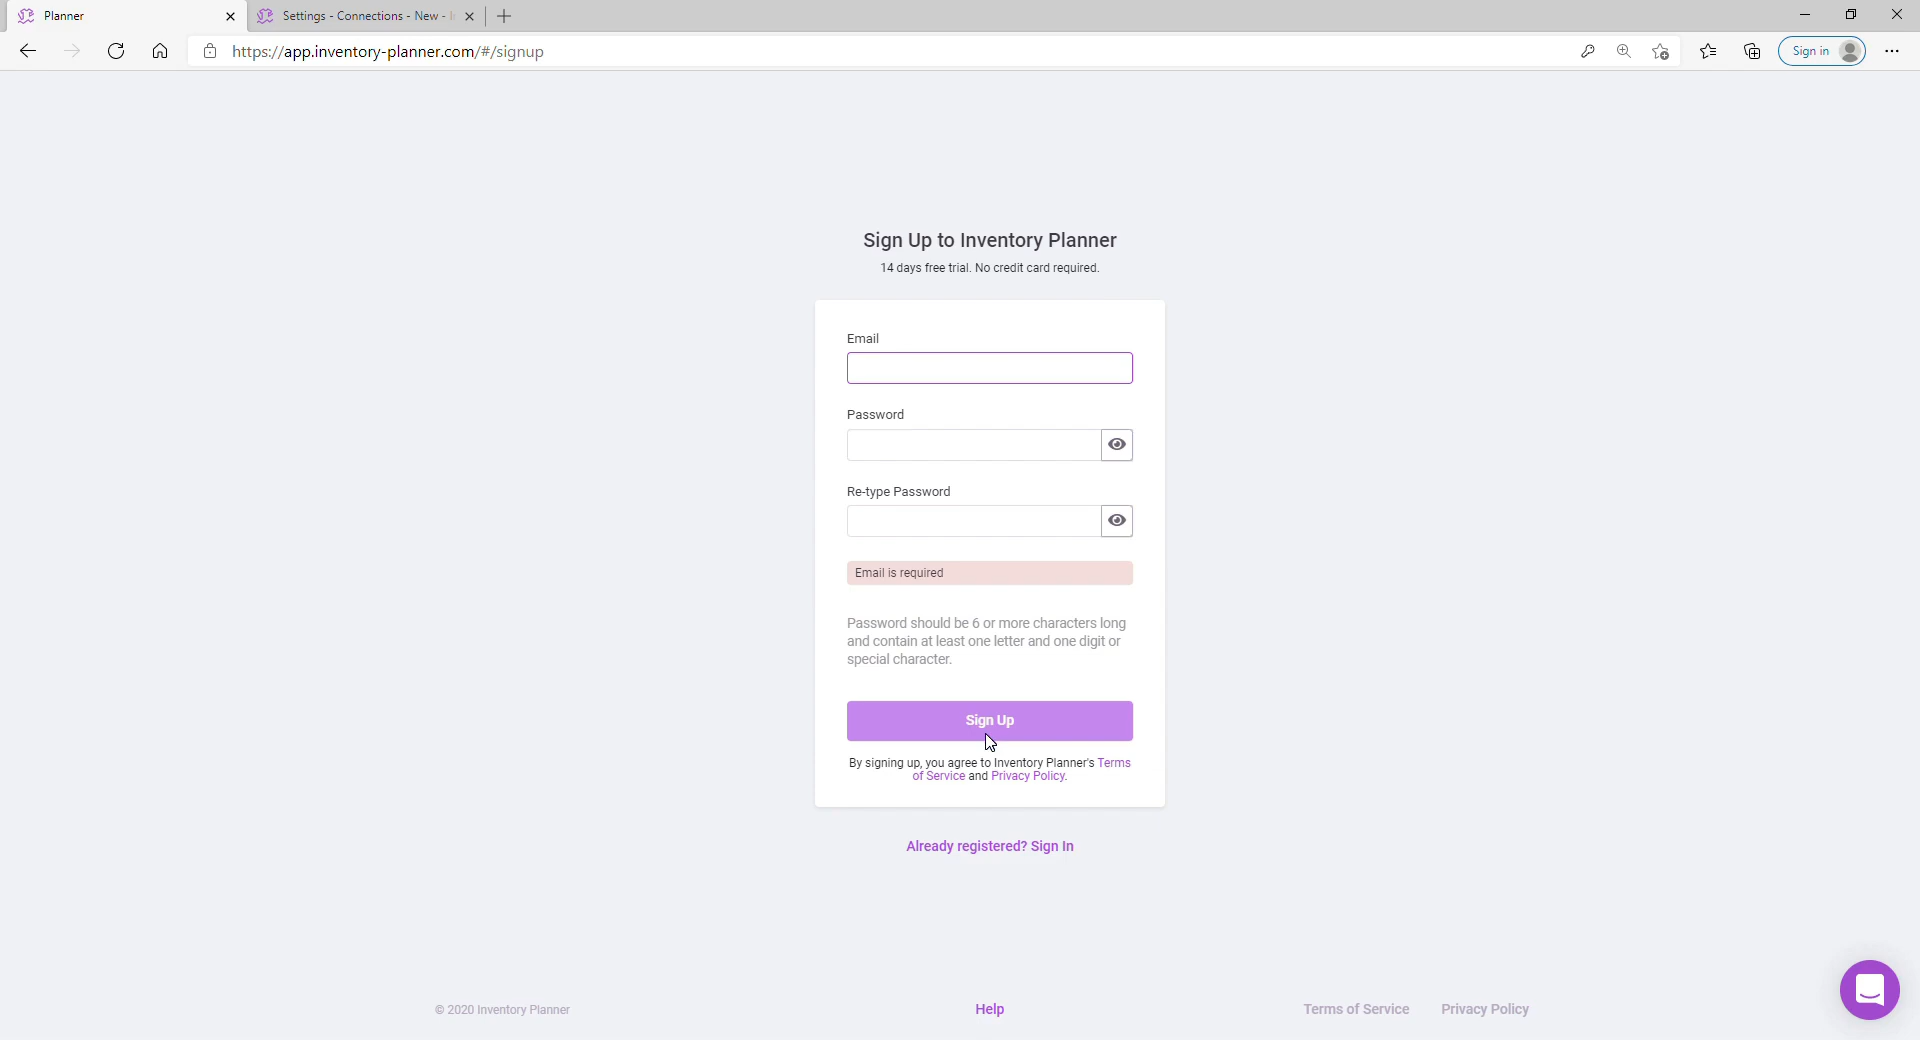 Planner
Settings - Connections - New -
https://app.inventory-planner.com/#/signup
Sign in
Sign Up to Inventory Planner
14 days free trial. No credit card required.
Email
Password
Re-type Password
Email is required
Password should be 6 or more characters long
and contain at least one letter and one digit or
special character.
Sign Up
By signing up, you agree to Inventory Planner's Terms
of Service and Privacy Policy.
Already registered? Sign In
© 2020 Inventory Planner
Help
Terms of Service
Privacy Policy